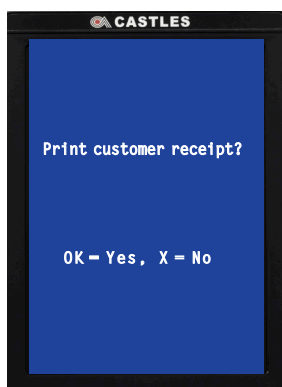 CASTLES
Print customer receipt?
OK = Yes, X = No